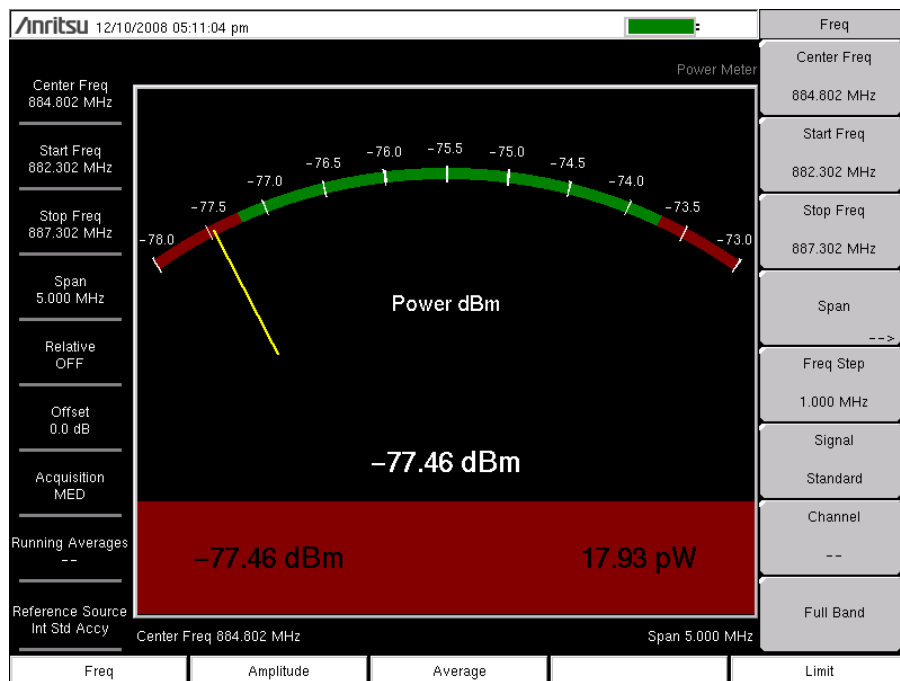 Anritsu 12/10/2008 05:11:04 pm
Freq
Power Meter
Center Freq
884.802 MHz
Start Freq
882.302 MHz
Stop Freq
887.302 MHz
Span
5.000 MHz
Relative
OFF
Offset
0.0 dB
Acquisition
MED
Running Averages
--
Reference Source
Int Std Accy
-78.0
-77.5
-77.0
-76.5
-76.0
-75.5
-75.0
-74.5
-74.0
-73.5
-73.0
Power dBm
-77.46 dBm
-77.46 dBm 17.93 pW
Center Freq 884.802 MHz Span 5.000 MHz
Center Freq
884.802 MHz
Start Freq
882.302 MHz
Stop Freq
887.302 MHz
Span
-->
Freq Step
1.000 MHz
Signal
Standard
Channel
--
Full Band
Freq Amplitude Average Limit